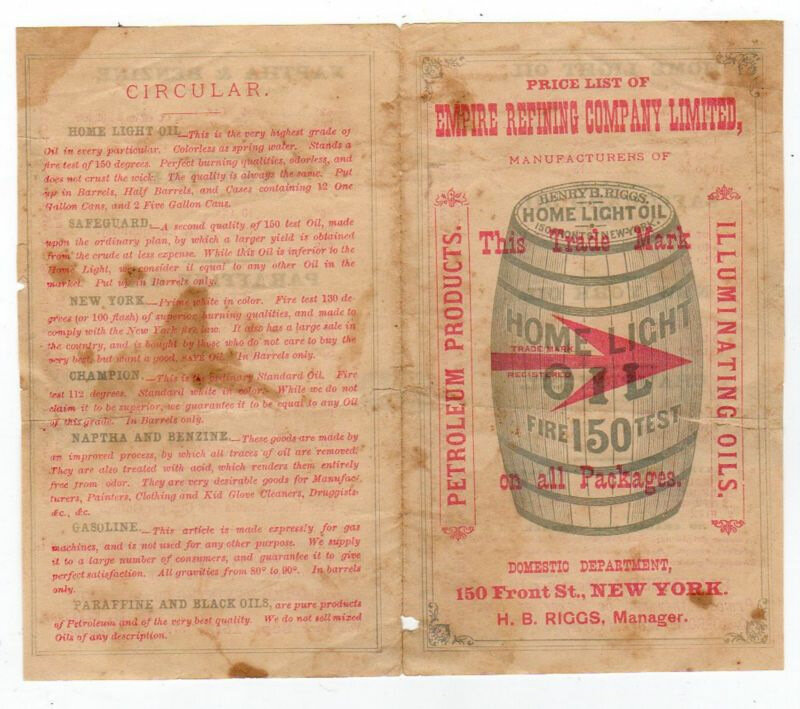 CIRCULAR.
HOME LIGHT OIL.—This is the very highest grade of
Oil in every particular. Colorless as spring water. Stands a
fire test of 150 degrees. Perfect burning qualities, odorless, and
does not crust the wick. The quality is always the same. Put
up in Barrels, Half Barrels, and Cases containing 12 One
Gallon Cans, and 2 Five Gallon Cans.
SAFEGUARD.—A second quality of 150 test Oil, made
upon the ordinary plan, by which a larger yield is obtained
from the crude at less expense. While this Oil is inferior to the
Home Light, we consider it equal to any other Oil in the
market. Put up in Barrels only.
NEW YORK.—Prime white in color. Fire test 130 de-
grees (or 100 flash) of superior burning qualities, and made to
comply with the New York fire law. It also has a large sale in
the country, and is bought by those who do not care to buy the
very best, but want a good, SAFE Oil. In Barrels only.
CHAMPION.—This is the ordinary Standard Oil. Fire
test 112 degrees. Standard white in color. While we do not
claim it to be superior, we guarantee it to be equal to any Oil
of this grade. In Barrels only.
NAPTHA AND BENZINE.—These goods are made by
an improved process, by which all traces of oil are removed.
They are also treated with acid, which renders them entirely
free from odor. They are very desirable goods for Manufac-
turers, Painters, Clothing and Kid Glove Cleaners, Druggists
&c., &c.
GASOLINE.—This article is made expressly for gas
machines, and is not used for any other purpose. We supply
it to a large number of consumers, and guarantee it to give
perfect satisfaction. All gravities from 80° to 90°. In barrels
only.
PARAFFINE AND BLACK OILS, are pure products
of Petroleum and of the very best quality. We do not sell mixed
Oils of any description.
PRICE LIST OF
EMPIRE REFINING COMPANY LIMITED,
MANUFACTURERS OF
PETROLEUM PRODUCTS.
HENRY B. RIGGS.
HOME LIGHT OIL
150 FRONT ST NEW-YORK.
This Trade Mark
HOME LIGHT
TRADE MARK
OIL
REGISTERED
FIRE 150 TEST
on all Packages.
ILLUMINATING OILS.
DOMESTIC DEPARTMENT,
150 Front St., NEW YORK.
H. B. RIGGS, Manager.